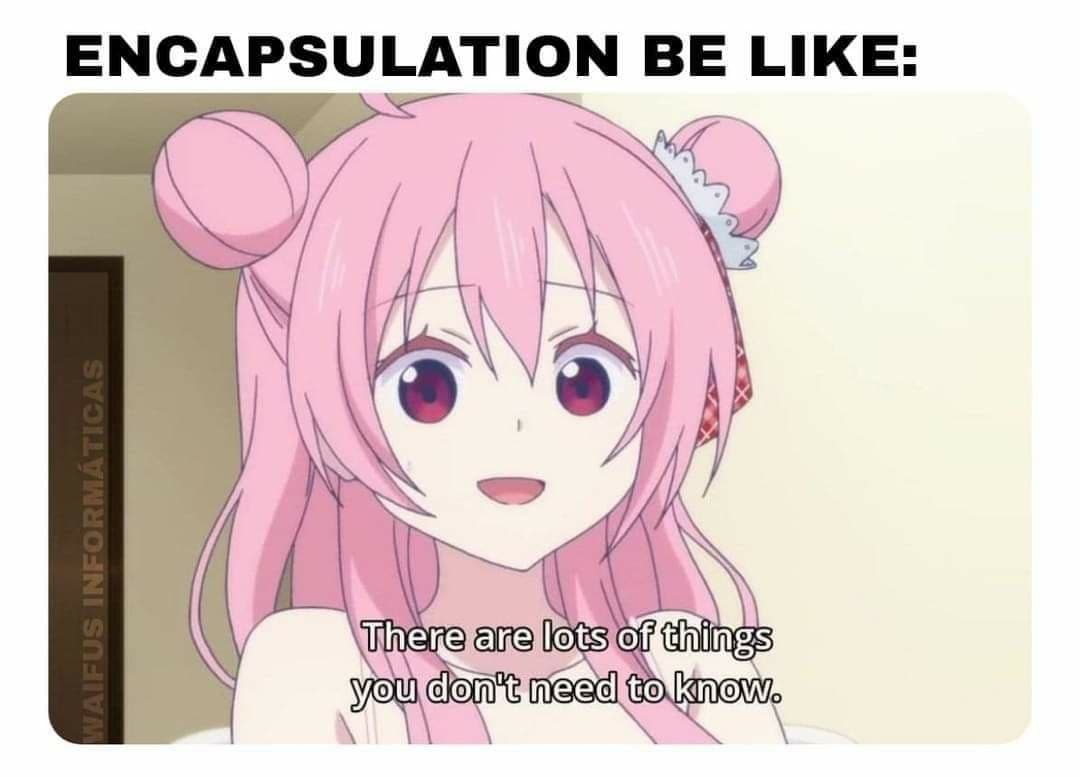 ENCAPSULATION BE LIKE:
WAIFUS INFORMÁTICAS
There are lots of things
you don't need to know.